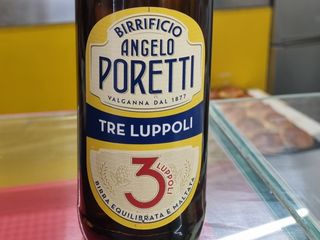 BIRRIFICIO
ANGELO
PORETTI
VALGANNA DAL 1877
TRE LUPPOLI
3 LUPPOLI
BIRRA EQUILIBRATA E MALTATA